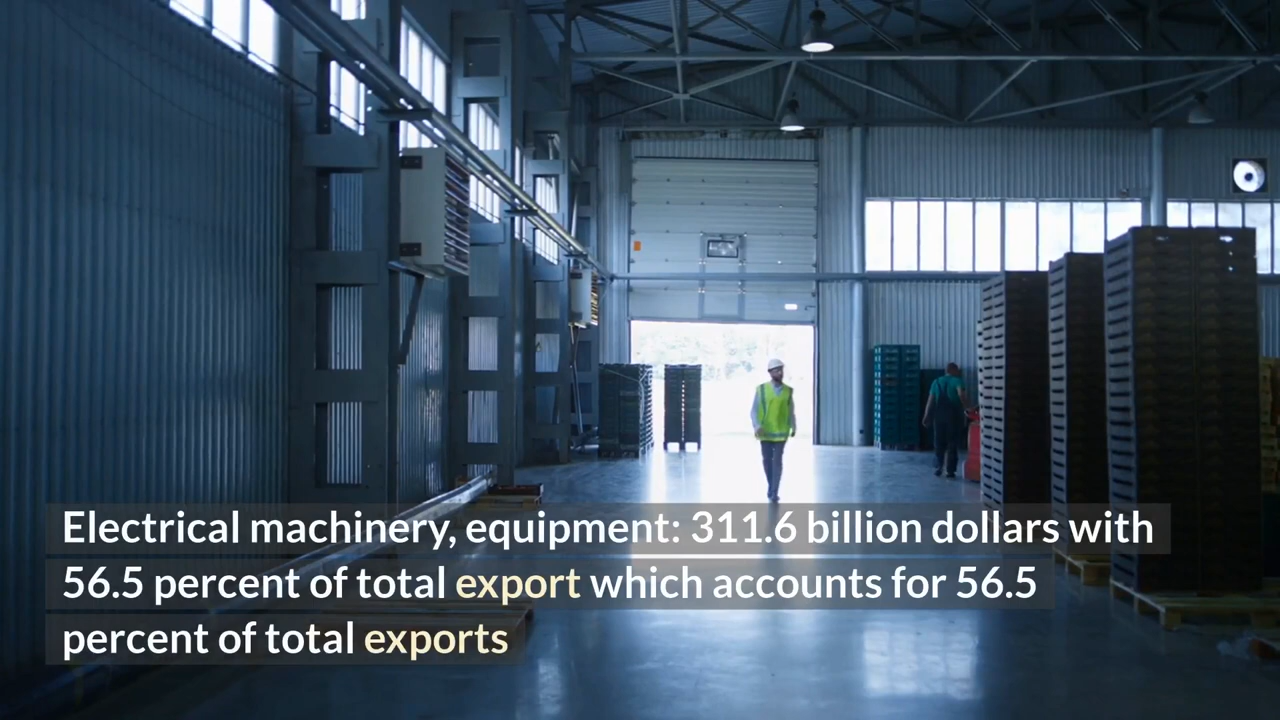 Electrical machinery, equipment: 311.6 billion dollars with
56.5 percent of total export which accounts for 56.5
percent of total exports